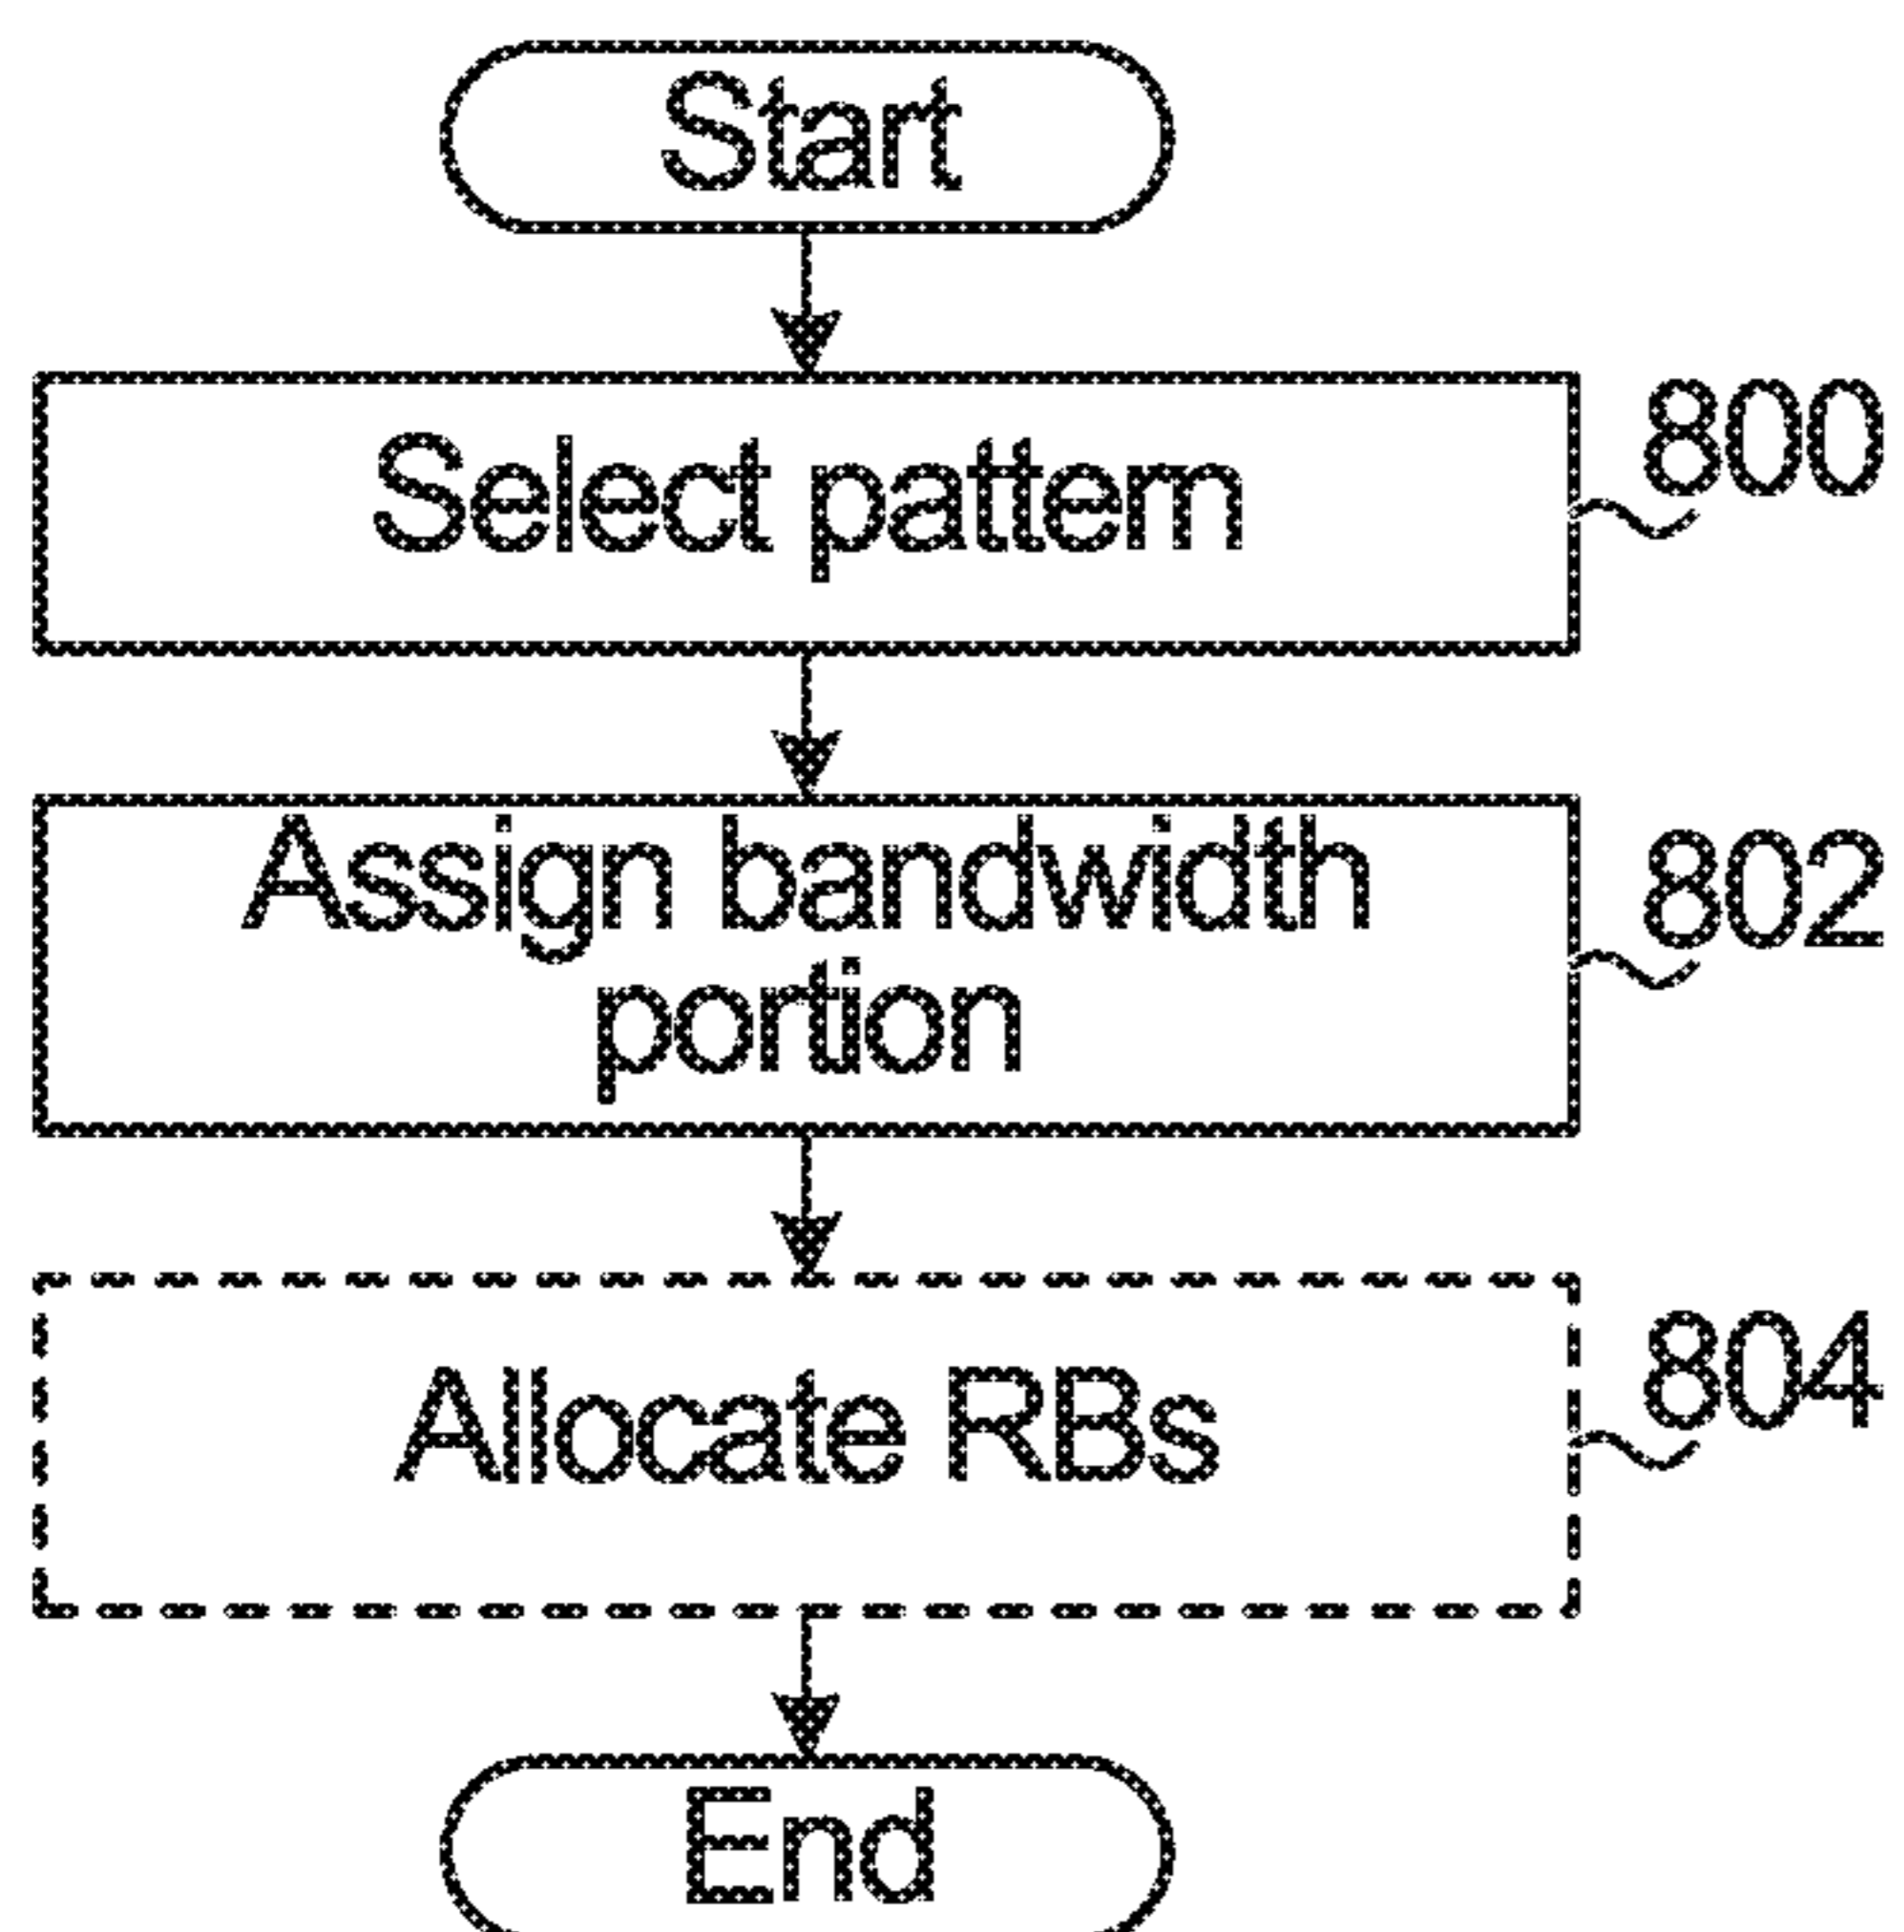 Start
Select pattern
800
Assign bandwidth
portion
802
Allocate RBs
804
End